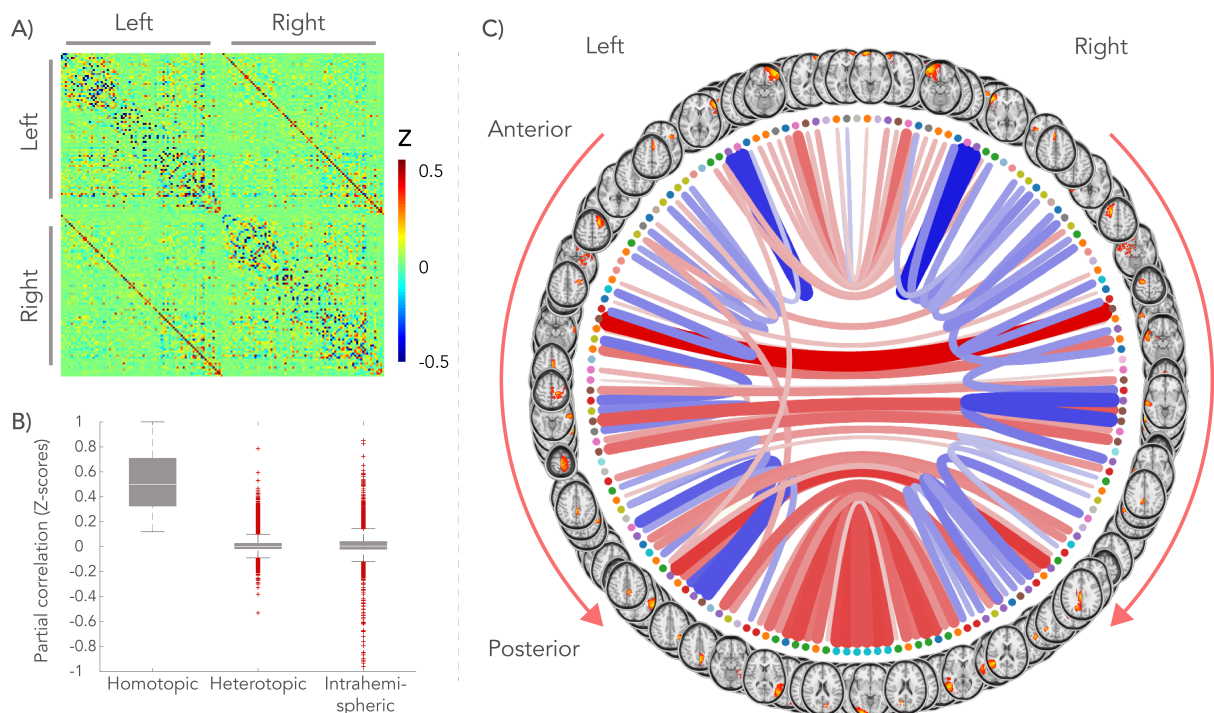 A)
Left
Right
Left
Right
Z
0.5
0
-0.5
B)
Partial correlation (Z-scores)
1
0.8
0.6
0.4
0.2
0
-0.2
-0.4
-0.6
-0.8
-1
Homotopic
Heterotopic
Intrahemi-
spheric
C)
Left
Right
Anterior
Posterior